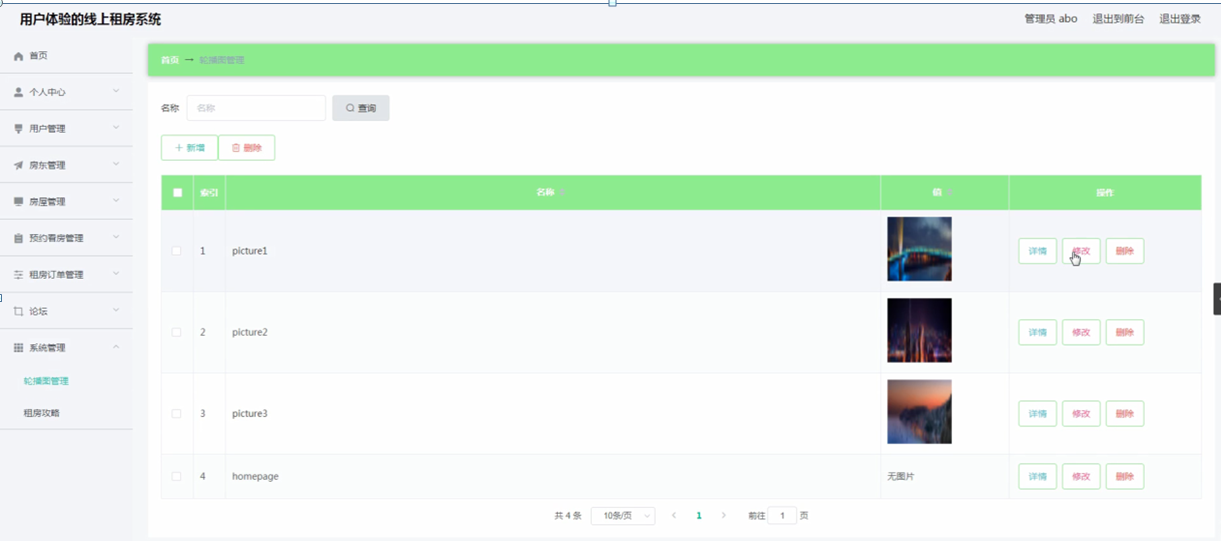 用户体验的线上租房系统
管理员 abo 退出到前台 退出登录
首页
个人中心
用户管理
房东管理
房屋管理
预约看房管理
租房订单管理
论坛
系统管理
轮播图管理
租房攻略
首页 → 轮播图管理
名称 名称 查询
+ 新增 删除
索引 名称 值 操作
1 picture1 详情 修改 删除
2 picture2 详情 修改 删除
3 picture3 详情 修改 删除
4 homepage 无图片 详情 修改 删除
共 4 条 10条/页 < 1 > 前往 1 页